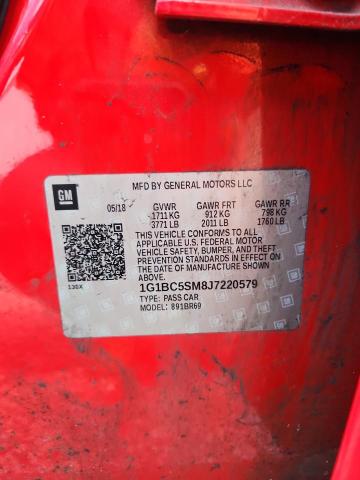 GM
MFD BY GENERAL MOTORS LLC
05/18 GVWR GAWR FRT GAWR RR
1711 KG 912 KG 798 KG
3771 LB 2011 LB 1760 LB
THIS VEHICLE CONFORMS TO ALL
APPLICABLE U.S. FEDERAL MOTOR
VEHICLE SAFETY, BUMPER, AND THEFT
PREVENTION STANDARDS IN EFFECT ON
THE DATE OF MANUFACTURE SHOWN
ABOVE.
1G1BC5SM8J7220579
TYPE: PASS CAR
MODEL: 891BR69